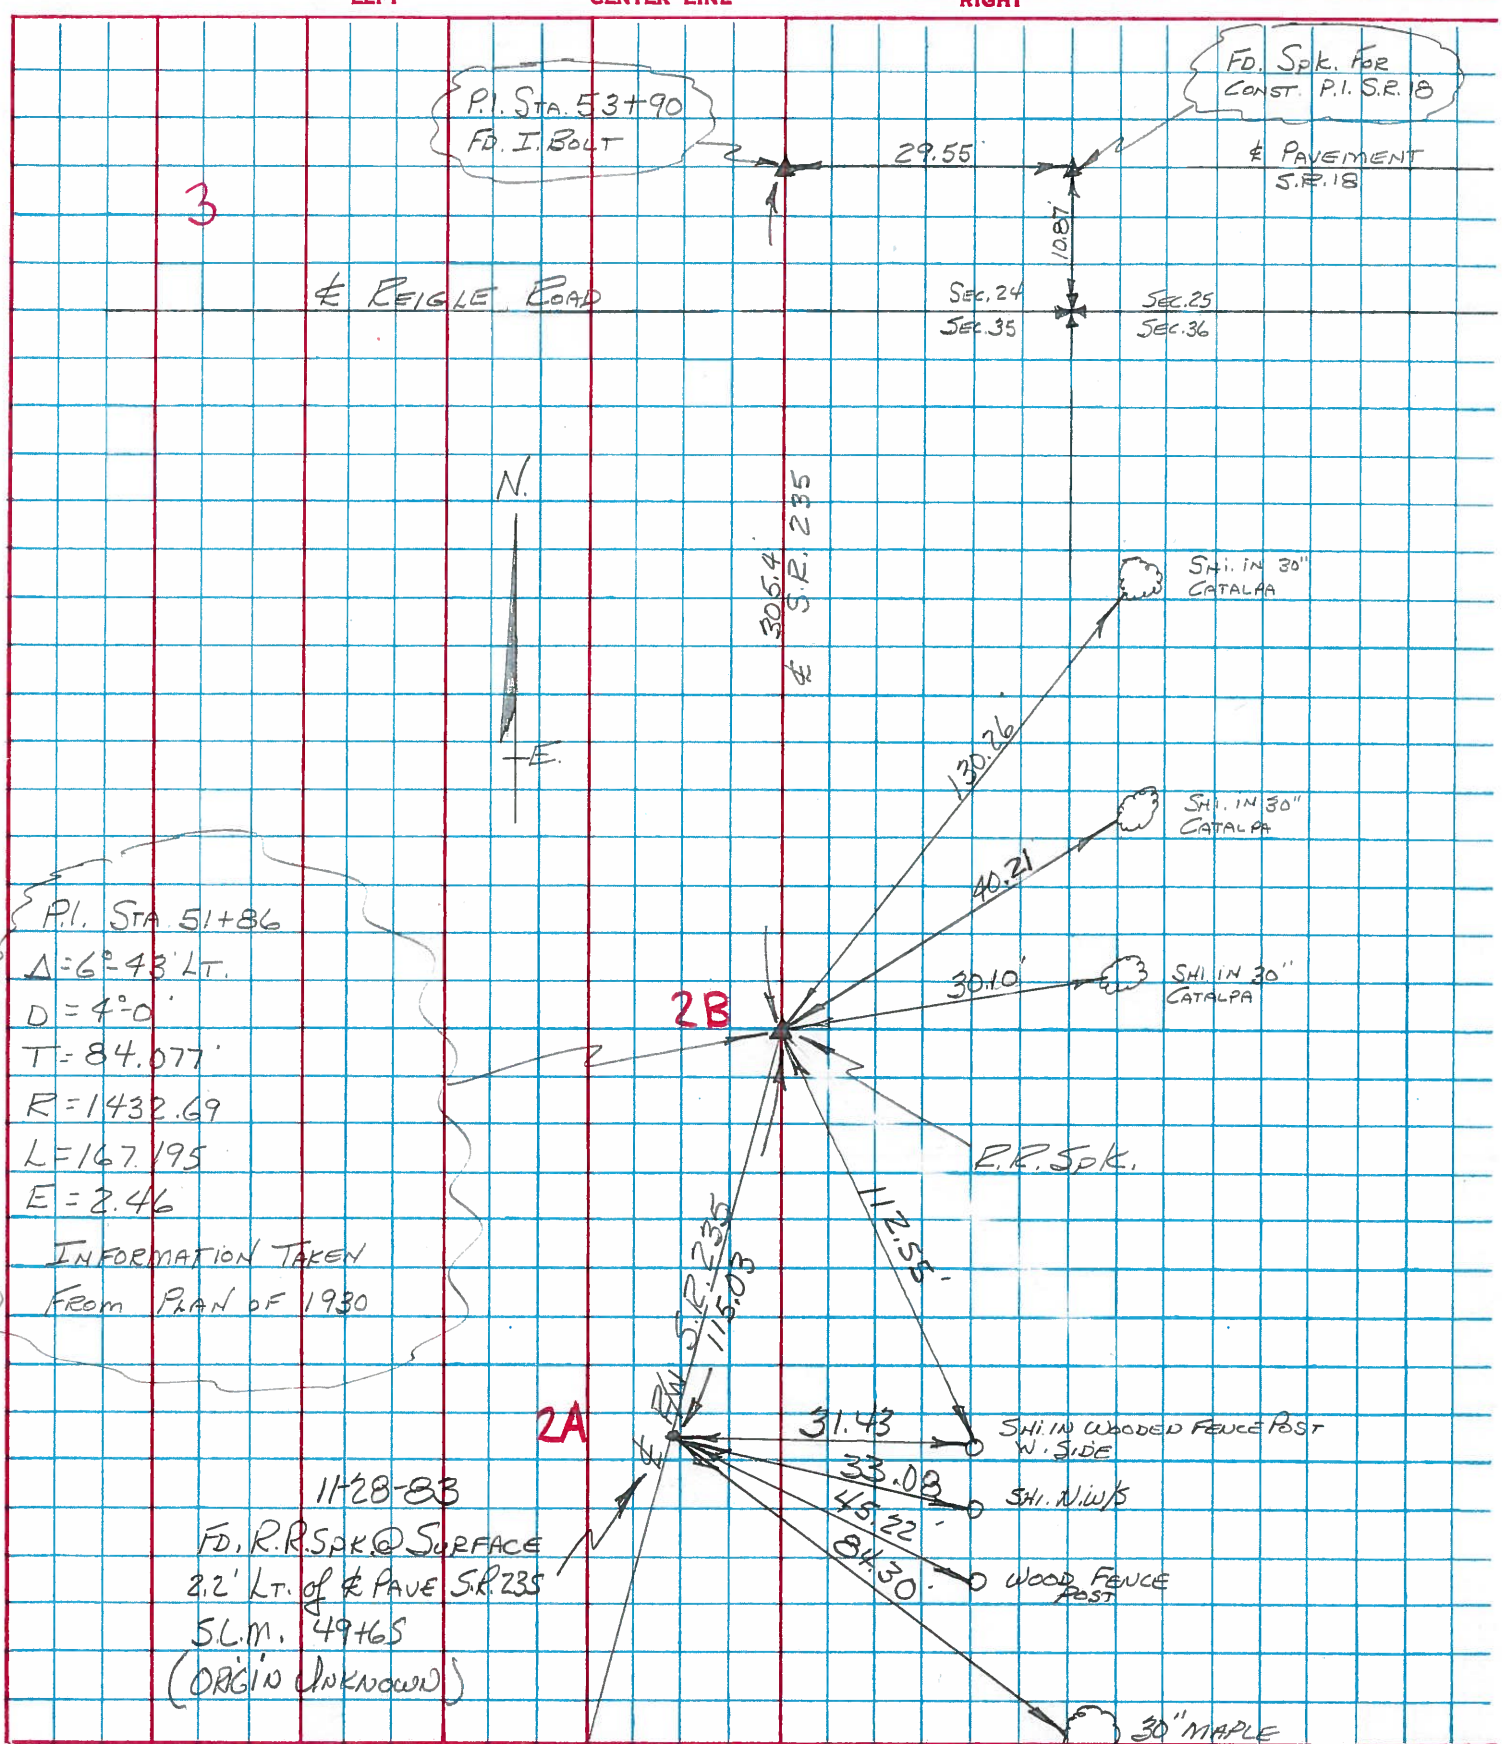 LEFT
CENTER LINE
RIGHT
P.I. STA. 53+90
FD. I. BOLT
FD. SPK. FOR
CONST. P.I. S.R. 18
29.55'
℄ PAVEMENT
S.R. 18
3
10.87'
℄ REIGLE ROAD
SEC. 24
SEC. 25
SEC. 35
SEC. 36
N.
305.4'
℄ S.R. 235
SHI. IN 30"
CATALPA
E.
130.26'
SHI. IN 30"
CATALPA
40.21'
P.I. STA. 51+86
Δ=6°-43' LT.
D = 4°-0'
T = 84.077'
R = 1432.69
L = 167.195
E = 2.46
INFORMATION TAKEN
FROM PLAN OF 1930
30.10'
SHI. IN 30"
CATALPA
2B
R.R. SPK.
112.55'
℄ R/W S.R. 235
115.03
2A
31.43
SHI. IN WOODED FENCE POST
W. SIDE
33.08
SHI. N.W/S
45.22'
WOOD FENCE
POST
84.30'
30" MAPLE
11-28-83
FD. R.R. SPK. @ SURFACE
2.2' LT. of ℄ PAVE S.R. 235
S.L.M. 49+65
(ORIGIN UNKNOWN)